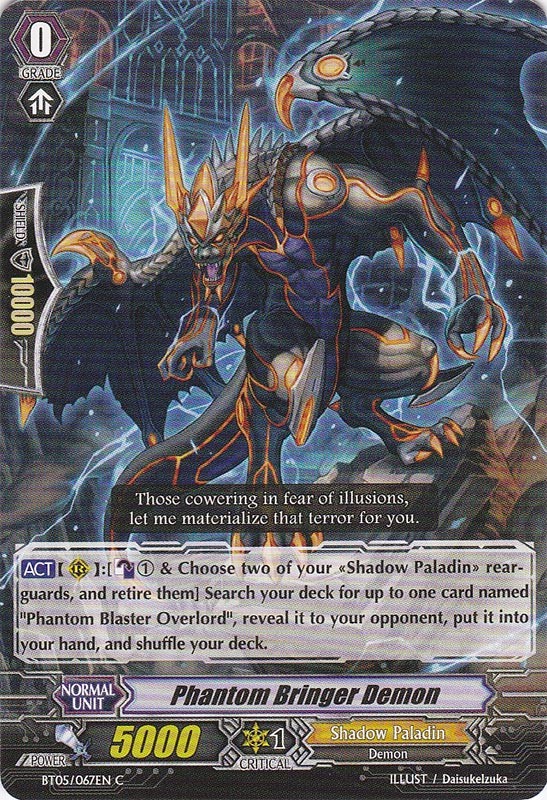 0
GRADE
SHIELD 10000
Those cowering in fear of illusions,
let me materialize that terror for you.
ACT【 】:[ ① & Choose two of your «Shadow Paladin» rear-
guards, and retire them] Search your deck for up to one card named
"Phantom Blaster Overlord", reveal it to your opponent, put it into
your hand, and shuffle your deck.
NORMAL
UNIT
Phantom Bringer Demon
POWER 5000
1
CRITICAL
Shadow Paladin
Demon
BT05/067EN C
ILLUST / DaisukeIzuka